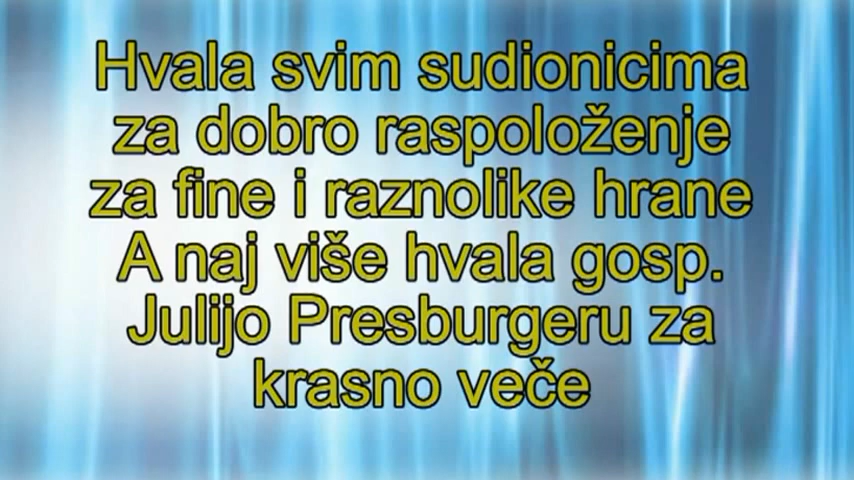 Hvala svim sudionicima
za dobro raspoloženje
za fine i raznolike hrane
A naj više hvala gosp.
Julijo Presburgeru za
krasno veče